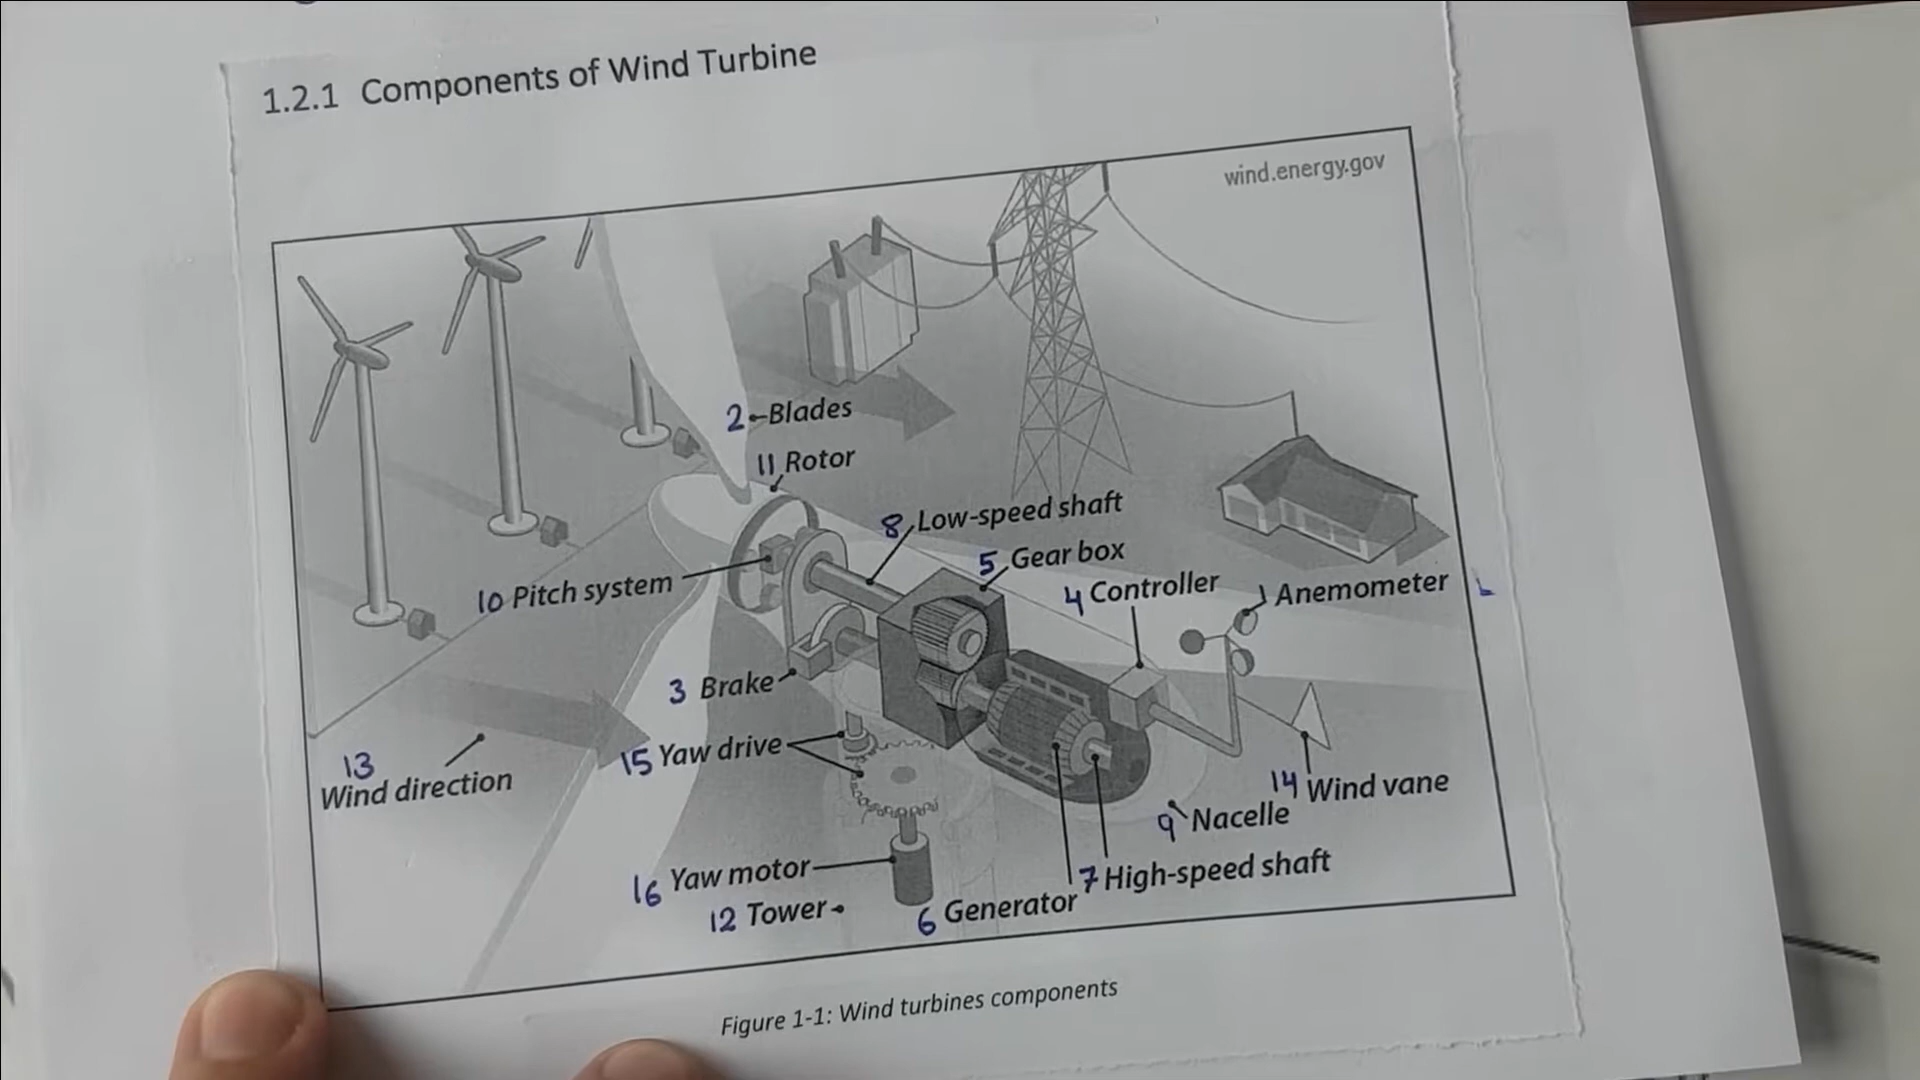 1.2.1 Components of Wind Turbine
wind.energy.gov
2 Blades
11 Rotor
8 Low-speed shaft
5 Gear box
4 Controller
1 Anemometer
10 Pitch system
3 Brake
15 Yaw drive
13
Wind direction
14 Wind vane
9 Nacelle
16 Yaw motor
7 High-speed shaft
12 Tower
6 Generator
Figure 1-1: Wind turbines components